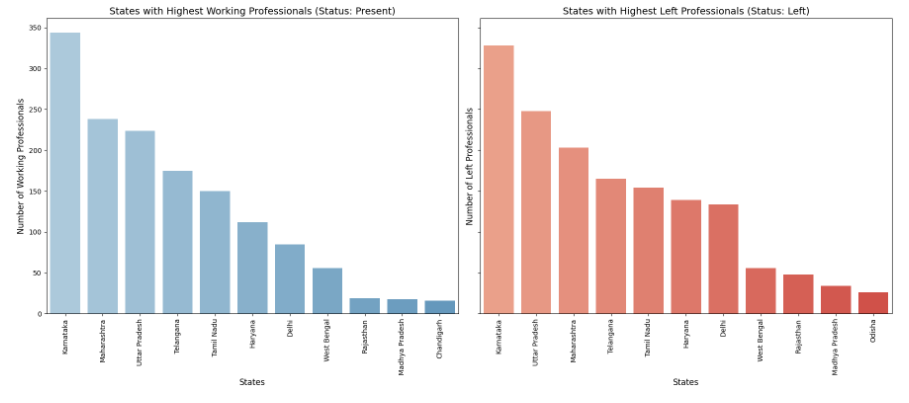 States with Highest Working Professionals (Status: Present)
Number of Working Professionals
350
300
250
200
150
100
50
0
Karnataka
Maharashtra
Uttar Pradesh
Telangana
Tamil Nadu
Haryana
Delhi
West Bengal
Rajasthan
Madhya Pradesh
Chandigarh
States
States with Highest Left Professionals (Status: Left)
Number of Left Professionals
Karnataka
Uttar Pradesh
Maharashtra
Telangana
Tamil Nadu
Haryana
Delhi
West Bengal
Rajasthan
Madhya Pradesh
Odisha
States